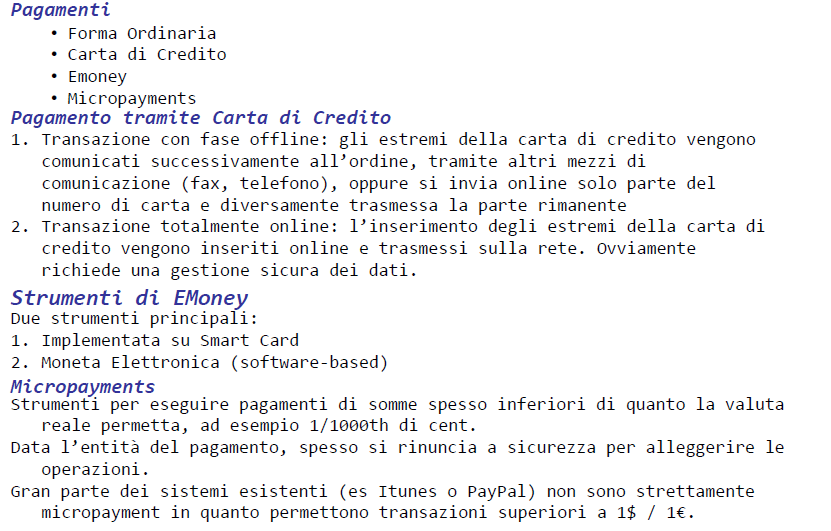 Pagamenti
• Forma Ordinaria
• Carta di Credito
• Emoney
• Micropayments
Pagamento tramite Carta di Credito
1. Transazione con fase offline: gli estremi della carta di credito vengono
comunicati successivamente all’ordine, tramite altri mezzi di
comunicazione (fax, telefono), oppure si invia online solo parte del
numero di carta e diversamente trasmessa la parte rimanente
2. Transazione totalmente online: l’inserimento degli estremi della carta di
credito vengono inseriti online e trasmessi sulla rete. Ovviamente
richiede una gestione sicura dei dati.
Strumenti di EMoney
Due strumenti principali:
1. Implementata su Smart Card
2. Moneta Elettronica (software-based)
Micropayments
Strumenti per eseguire pagamenti di somme spesso inferiori di quanto la valuta
reale permetta, ad esempio 1/1000th di cent.
Data l’entità del pagamento, spesso si rinuncia a sicurezza per alleggerire le
operazioni.
Gran parte dei sistemi esistenti (es Itunes o PayPal) non sono strettamente
micropayment in quanto permettono transazioni superiori a 1$ / 1€.